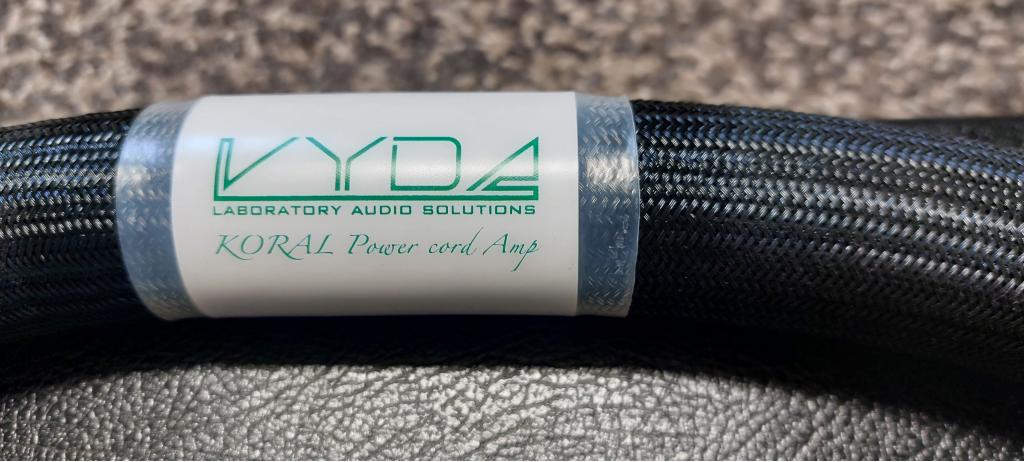 VYDA
LABORATORY AUDIO SOLUTIONS
KORAL Power cord Amp